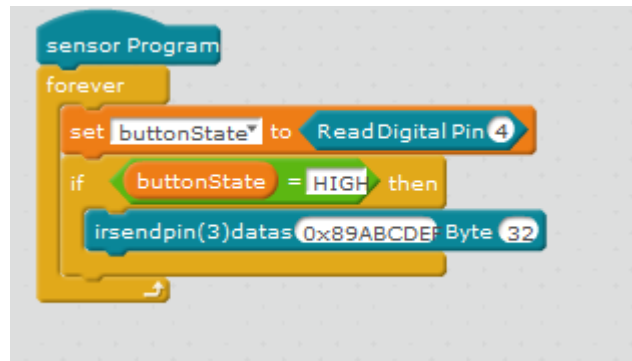 sensor Program
forever
set buttonState to Read Digital Pin 4
if buttonState = HIGH then
irsendpin(3)datas 0x89ABCDEF Byte 32